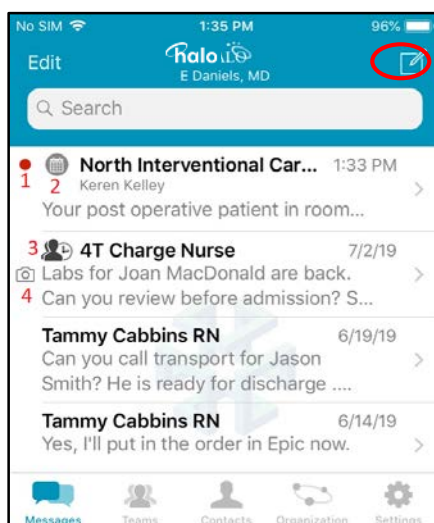 No SIM 1:35 PM 96%
Edit halo
E Daniels, MD
Search
North Interventional Car... 1:33 PM
1 2 Keren Kelley
Your post operative patient in room...
3 4T Charge Nurse 7/2/19
Labs for Joan MacDonald are back.
4 Can you review before admission? S...
Tammy Cabbins RN 6/19/19
Can you call transport for Jason
Smith? He is ready for discharge ....
Tammy Cabbins RN 6/14/19
Yes, I'll put in the order in Epic now.
Messages Teams Contacts Organization Settings